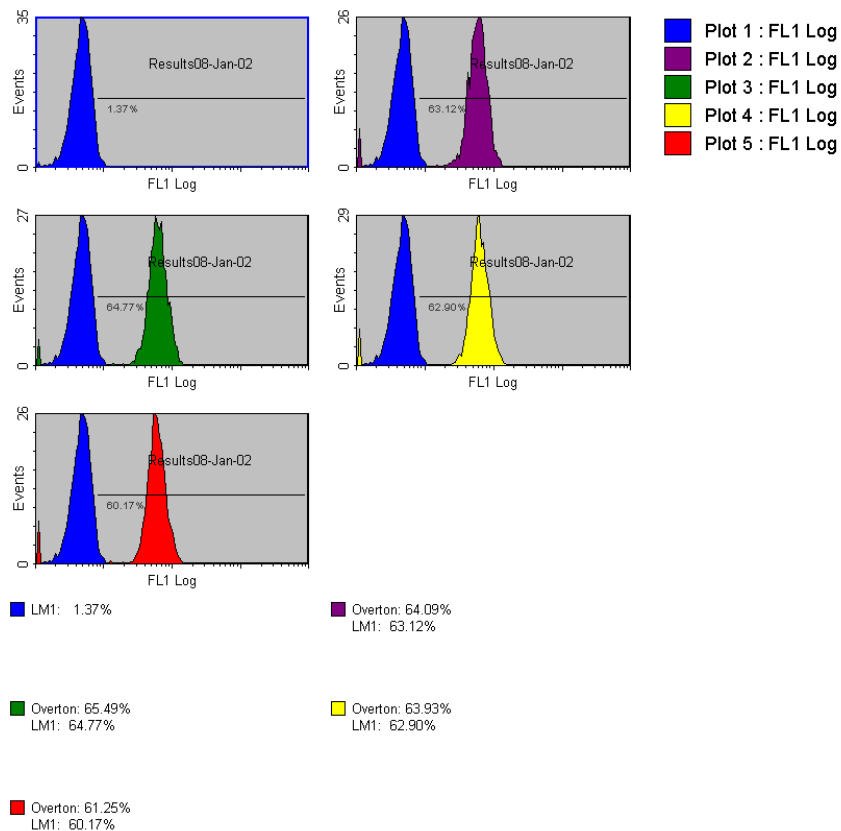 35
Events
0
Results08-Jan-02
1.37%
FL1 Log
26
Events
0
Results08-Jan-02
63.12%
FL1 Log
Plot 1 : FL1 Log
Plot 2 : FL1 Log
Plot 3 : FL1 Log
Plot 4 : FL1 Log
Plot 5 : FL1 Log
27
Events
0
Results08-Jan-02
64.77%
FL1 Log
29
Events
0
Results08-Jan-02
62.90%
FL1 Log
26
Events
0
Results08-Jan-02
60.17%
FL1 Log
LM1: 1.37%
Overton: 64.09%
LM1: 63.12%
Overton: 65.49%
LM1: 64.77%
Overton: 63.93%
LM1: 62.90%
Overton: 61.25%
LM1: 60.17%